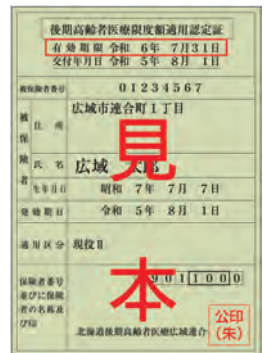 後期高齢者医療限度額適用認定証
有効期限 令和 6年 7月31日
交付年月日 令和 5年 8月 1日
被保険者番号 01234567
被保険者
住所 広域市連合町1丁目
氏名 広域 太郎
生年月日 昭和 7年 7月 7日
発効期日 令和 5年 8月 1日
適用区分 現役Ⅱ
保険者番号
並びに保険
者の名称及
び印
39011000
北海道後期高齢者医療広域連合
公印
(朱)
見
本